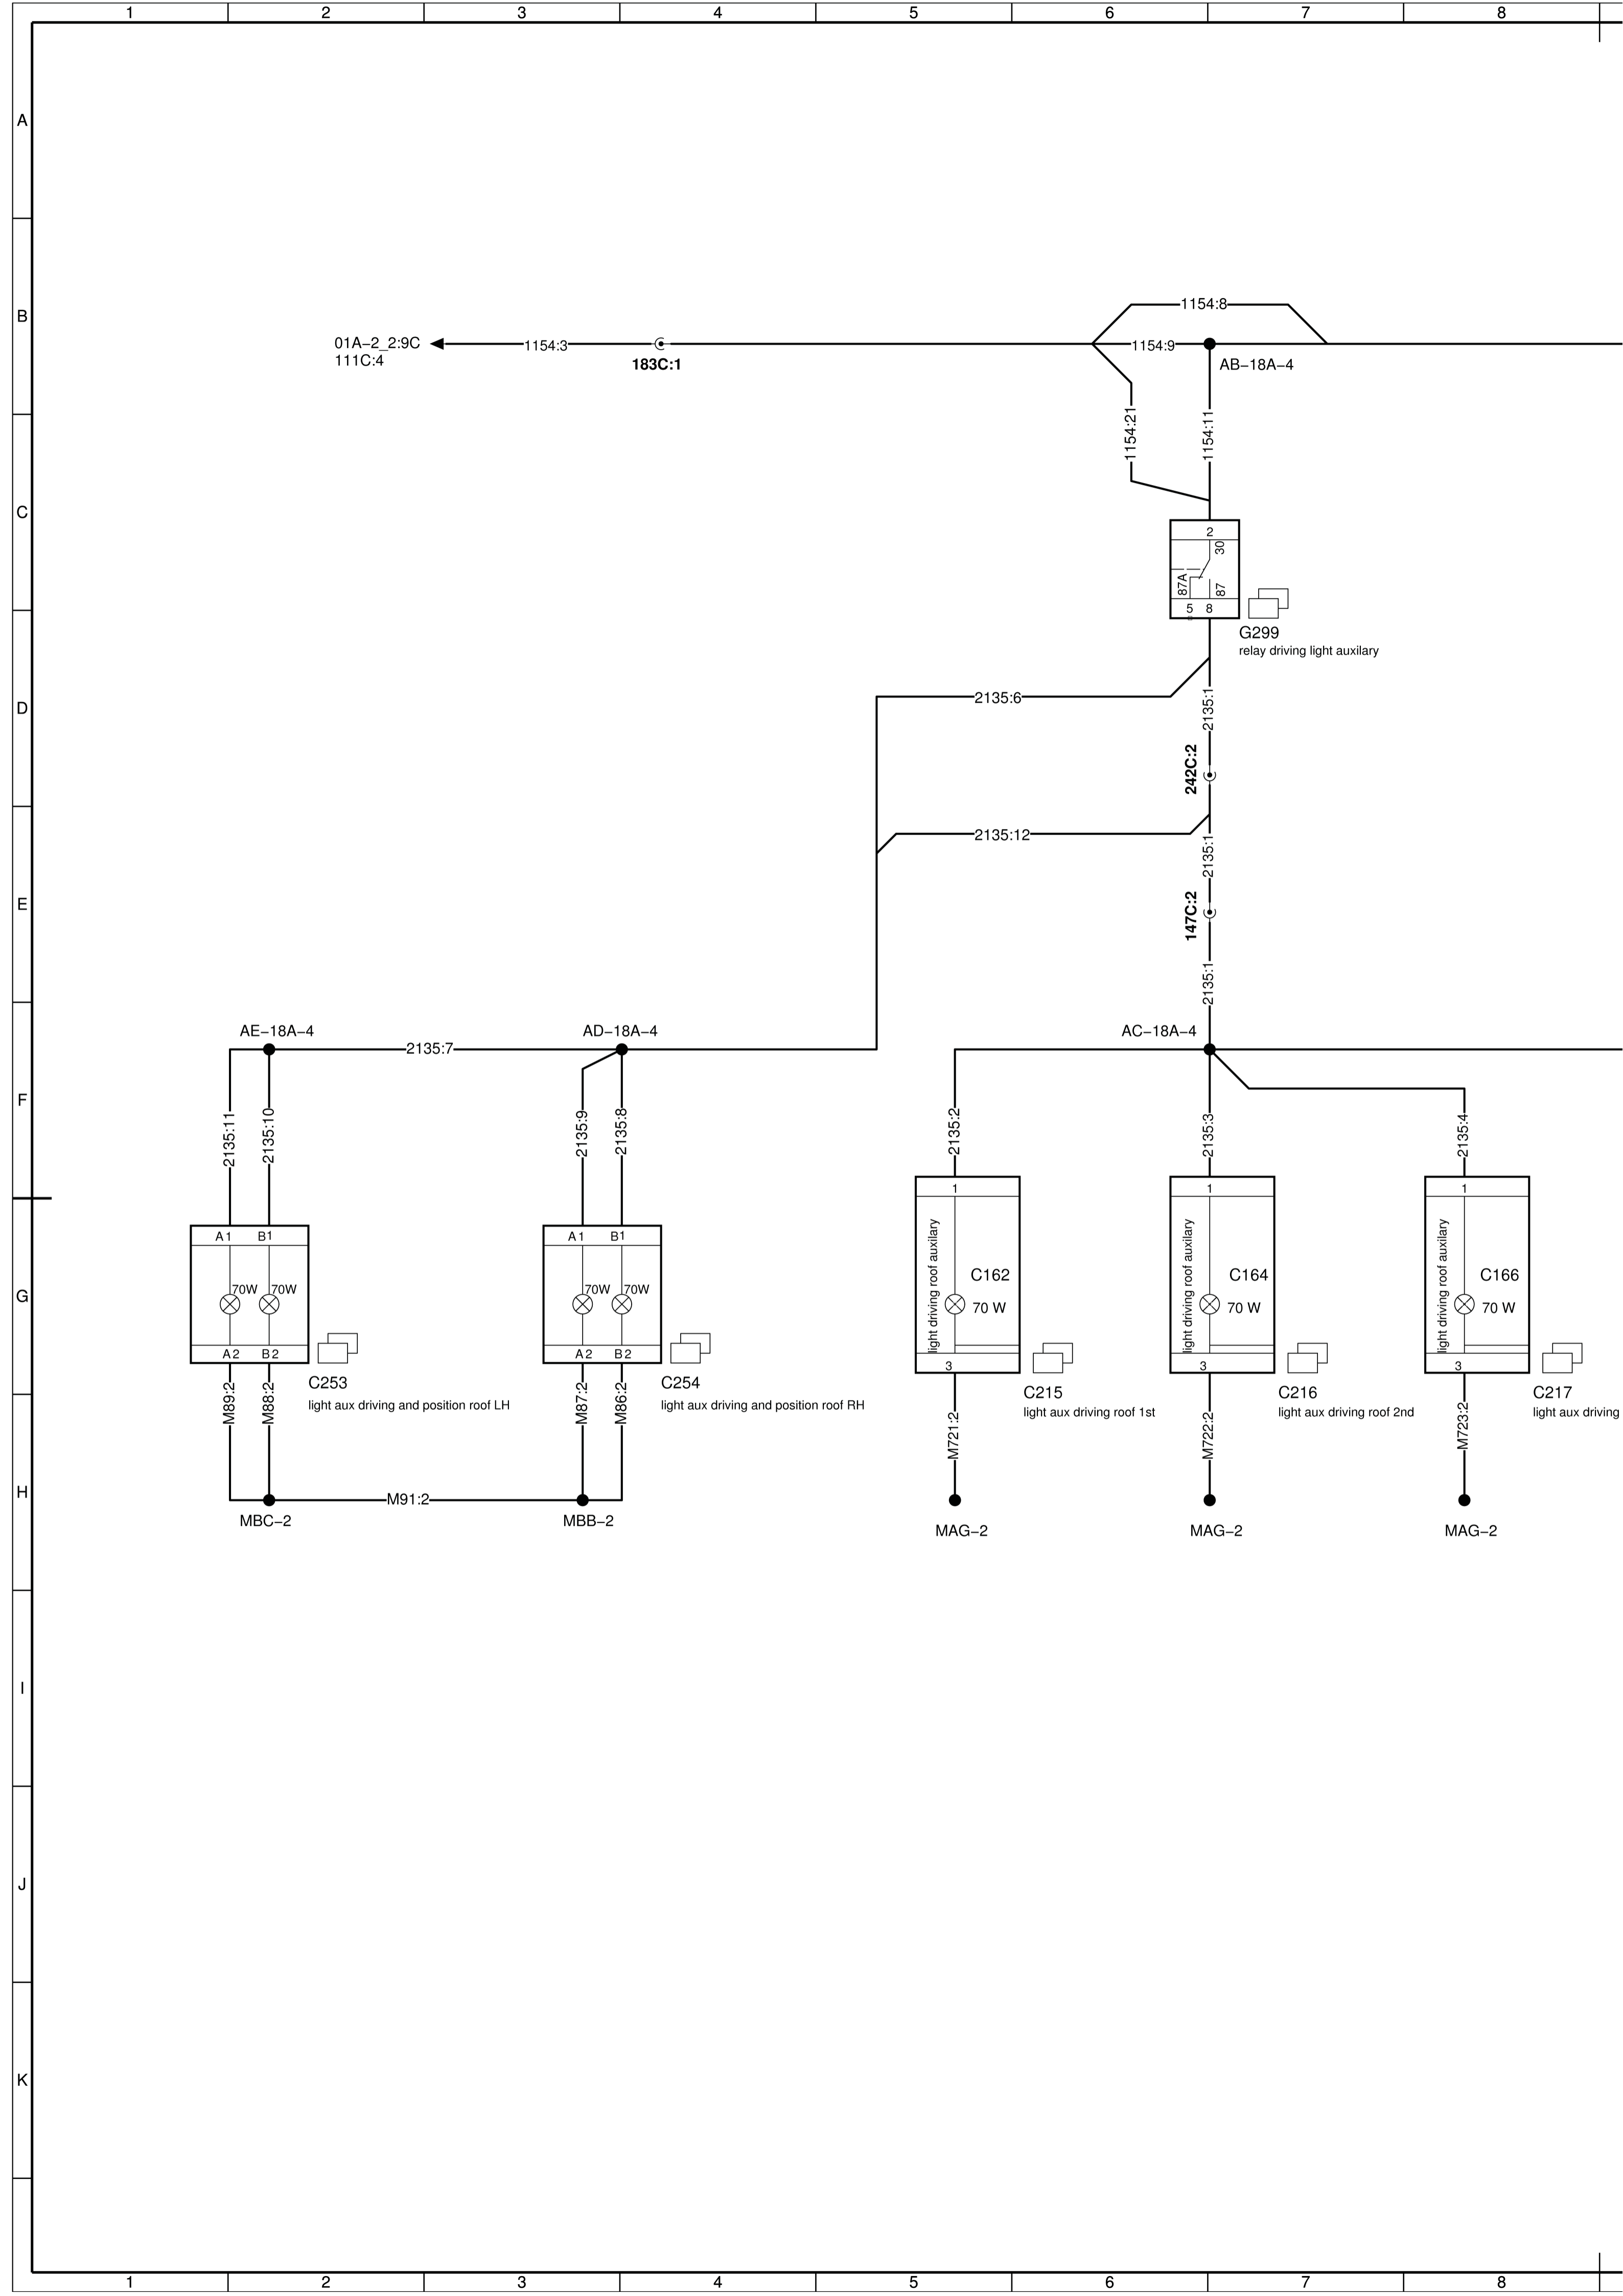 1 2 3 4 5 6 7 8
A
B
1154:8
01A−2_2:9C
111C:4
1154:3
183C:1
1154:9
AB−18A−4
1154:21
1154:11
C
2
30
87A
87
5 8
G299
relay driving light auxilary
D
2135:6
2135:1
242C:2
2135:12
2135:1
E
147C:2
2135:1
AE−18A−4
2135:7
AD−18A−4
AC−18A−4
F
2135:11
2135:10
2135:9
2135:8
2135:2
2135:3
2135:4
G
A1 B1
70W 70W
A2 B2
C253
light aux driving and position roof LH
A1 B1
70W 70W
A2 B2
C254
light aux driving and position roof RH
1
light driving roof auxilary
C162
70 W
3
C215
light aux driving roof 1st
1
light driving roof auxilary
C164
70 W
3
C216
light aux driving roof 2nd
1
light driving roof auxilary
C166
70 W
3
C217
light aux driving
H
M89:2
M88:2
M87:2
M86:2
M721:2
M722:2
M723:2
M91:2
MBC−2
MBB−2
MAG−2
MAG−2
MAG−2
I
J
K
1 2 3 4 5 6 7 8